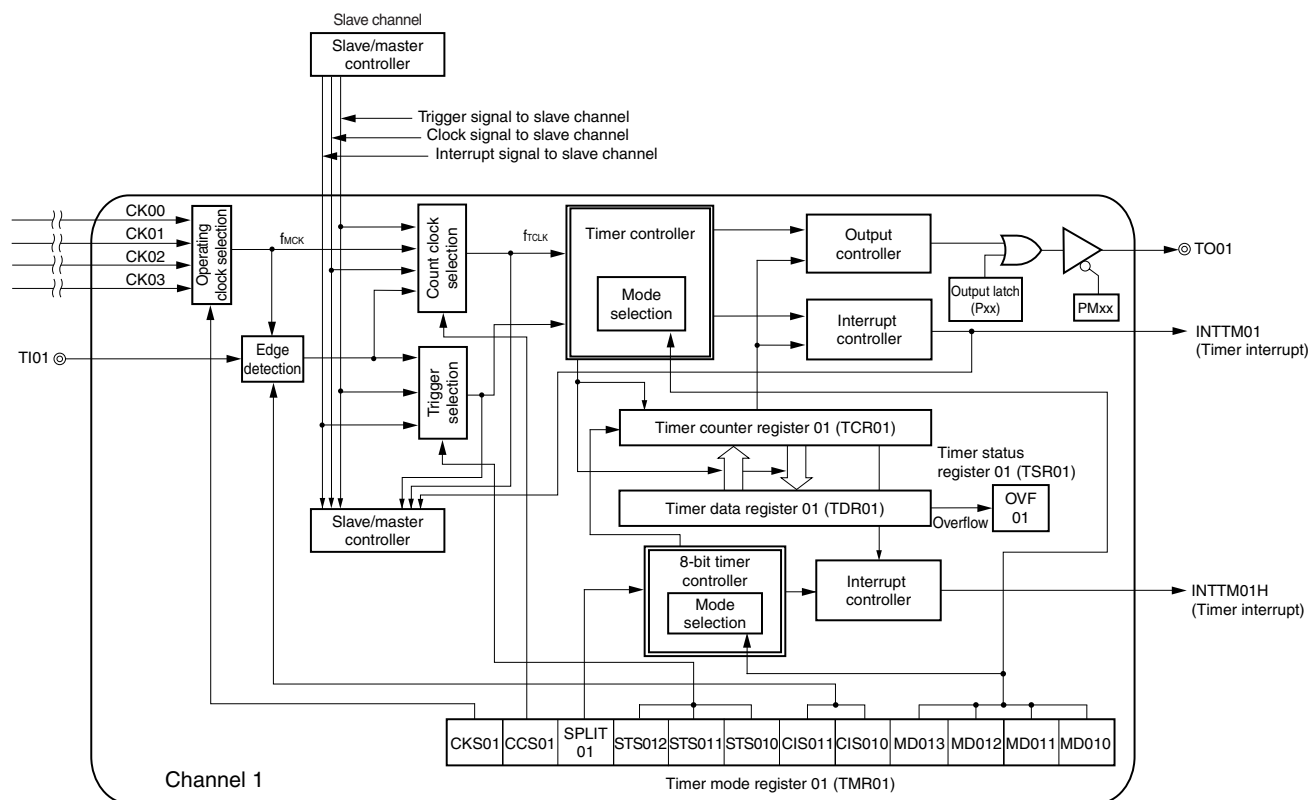 Slave channel
Slave/master
controller
Trigger signal to slave channel
Clock signal to slave channel
Interrupt signal to slave channel
CK00
CK01
CK02
CK03
Operating
clock selection
fMCK
Count clock
selection
fTCLK
Timer controller
Mode
selection
Output
controller
Output latch
(Pxx)
PMxx
TO01
Interrupt
controller
INTTM01
(Timer interrupt)
TI01
Edge
detection
Trigger
selection
Timer counter register 01 (TCR01)
Timer status
register 01 (TSR01)
Slave/master
controller
Timer data register 01 (TDR01)
Overflow
OVF
01
8-bit timer
controller
Mode
selection
Interrupt
controller
INTTM01H
(Timer interrupt)
CKS01
CCS01
SPLIT
01
STS012
STS011
STS010
CIS011
CIS010
MD013
MD012
MD011
MD010
Channel 1
Timer mode register 01 (TMR01)